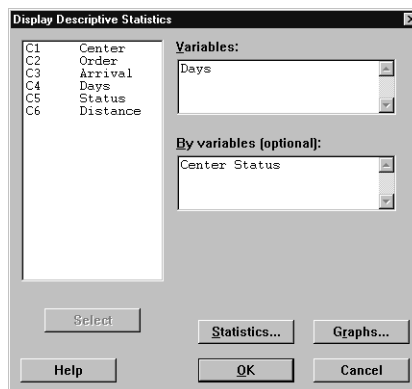 Display Descriptive Statistics
C1 Center
C2 Order
C3 Arrival
C4 Days
C5 Status
C6 Distance
Variables:
Days
By variables (optional):
Center Status
Select
Statistics...
Graphs...
Help
OK
Cancel